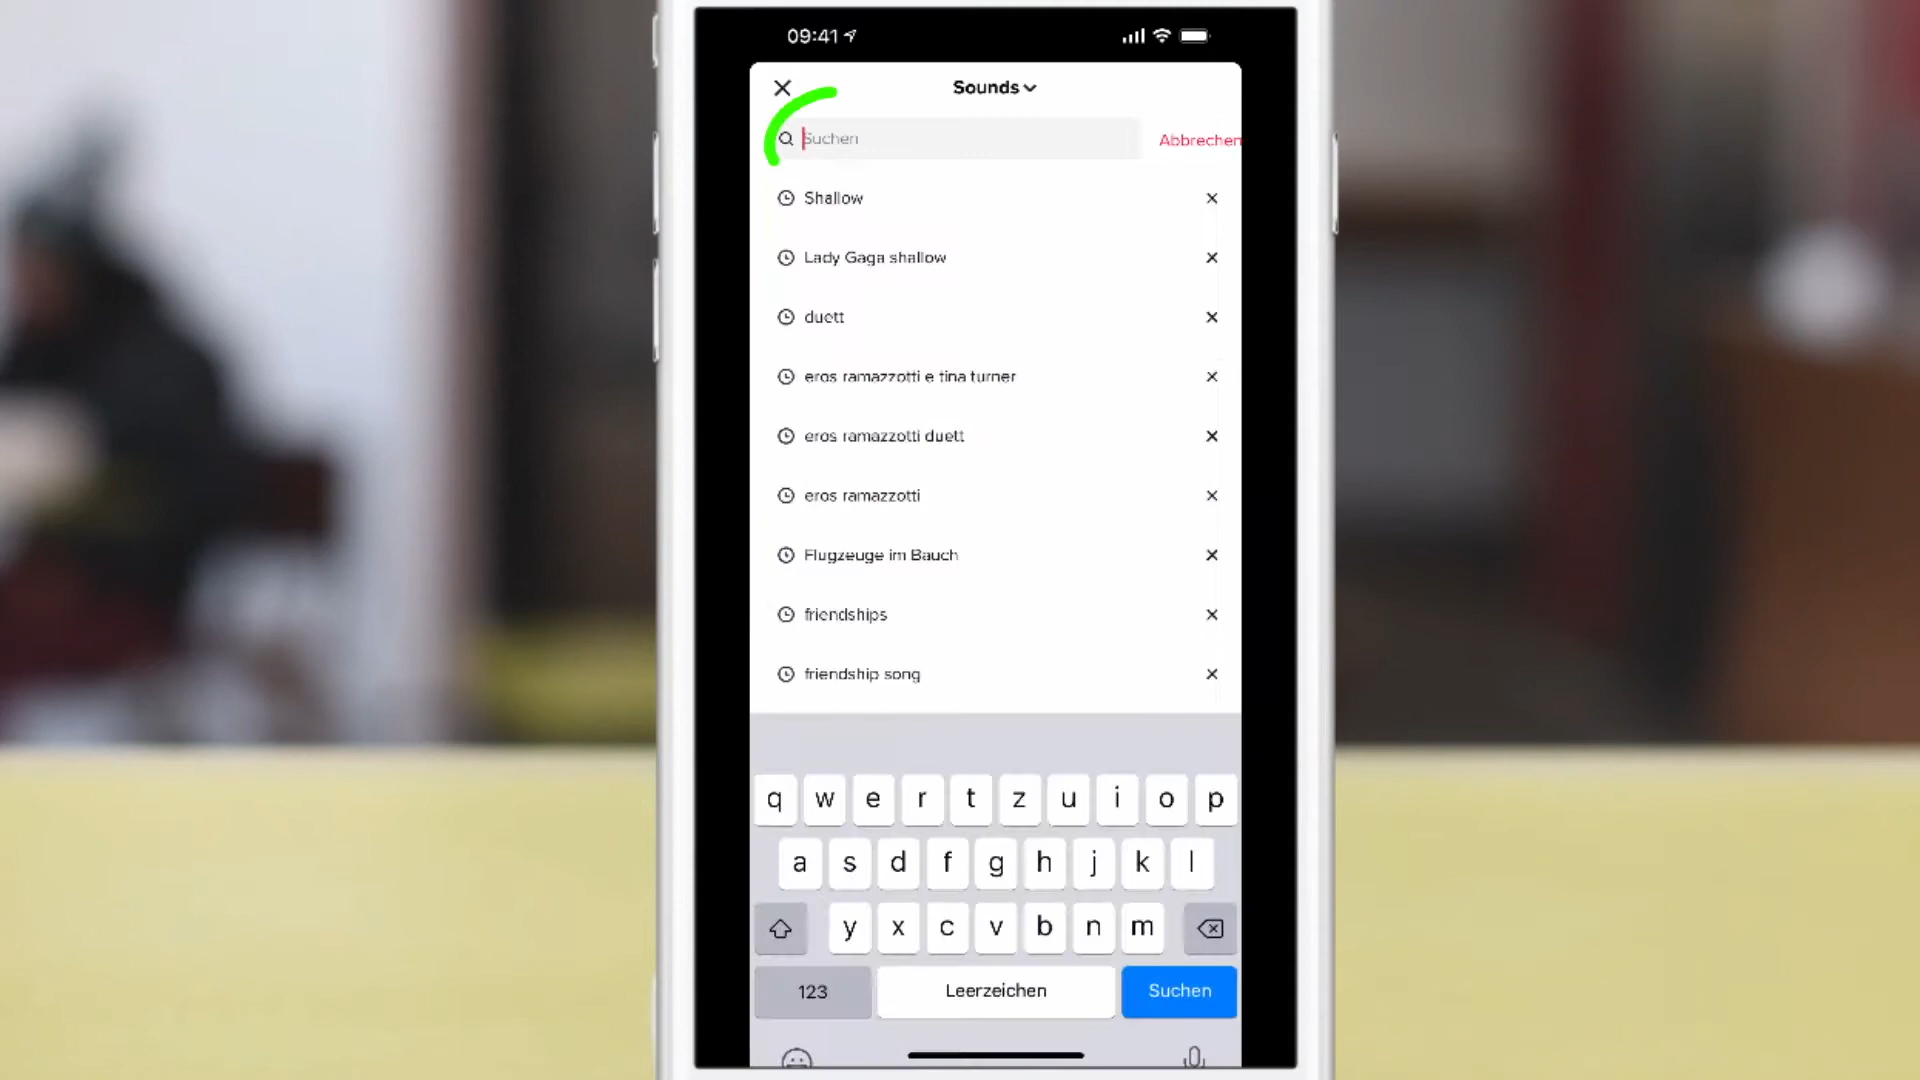 09:41
Sounds
Suchen Abbrechen
Shallow
Lady Gaga shallow
duett
eros ramazzotti e tina turner
eros ramazzotti duett
eros ramazzotti
Flugzeuge im Bauch
friendships
friendship song
q w e r t z u i o p
a s d f g h j k l
y x c v b n m
123 Leerzeichen Suchen